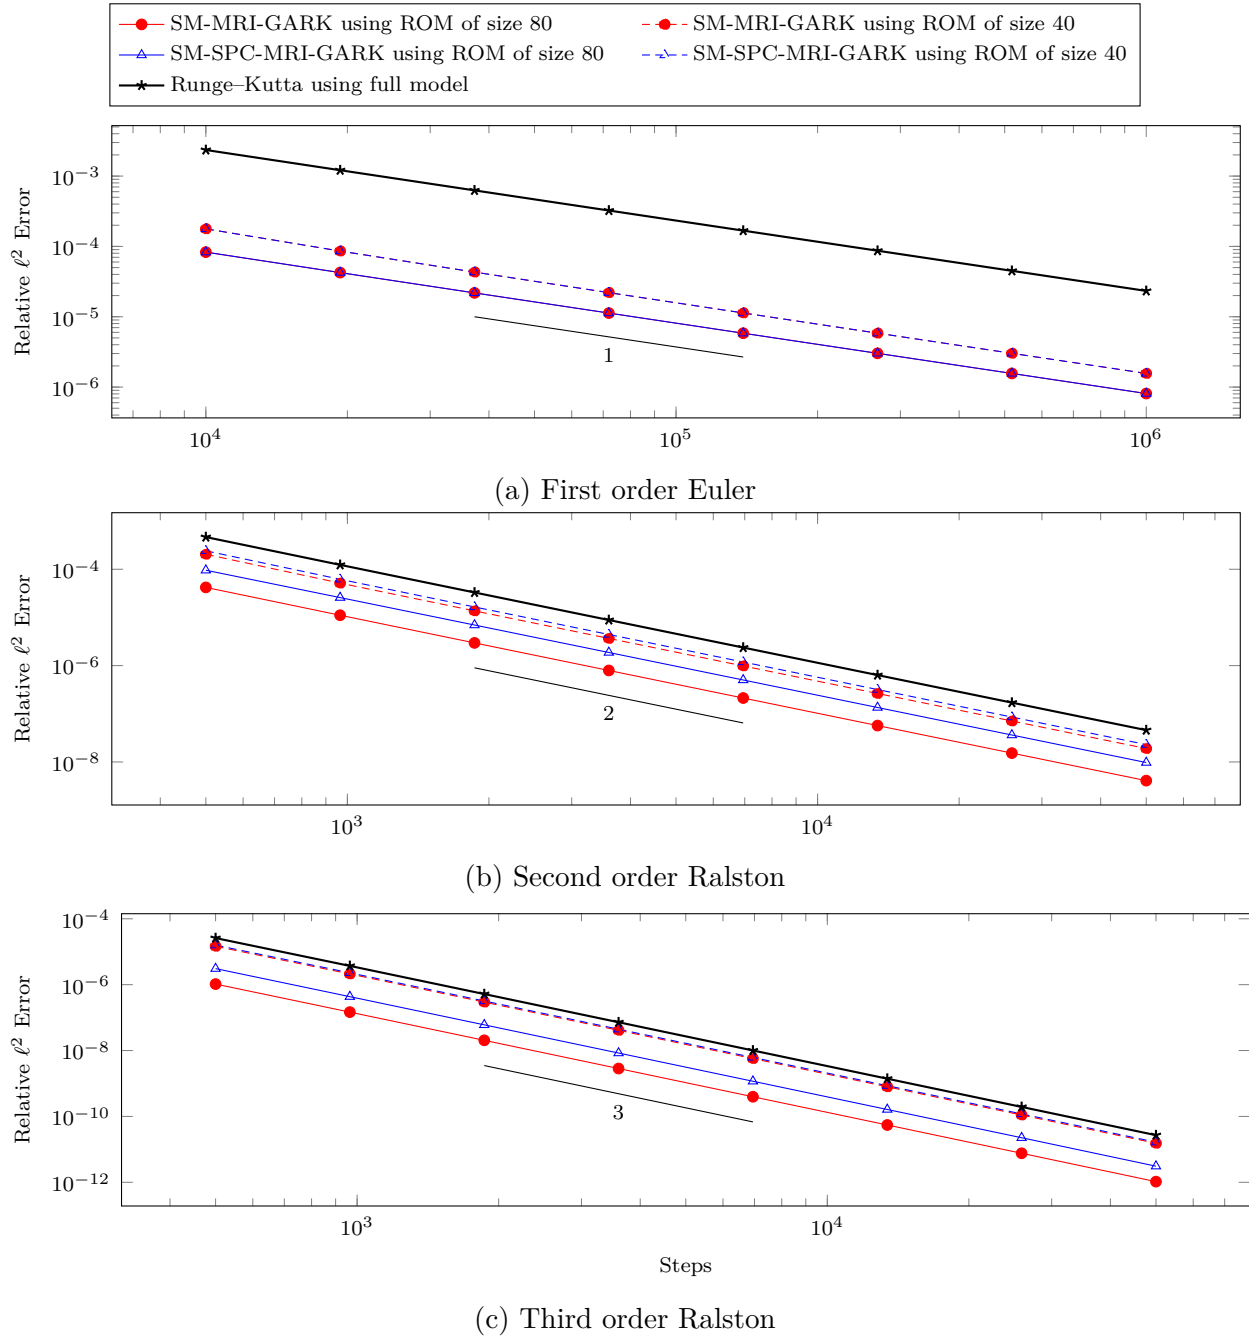 SM-MRI-GARK using ROM of size 80
SM-MRI-GARK using ROM of size 40
SM-SPC-MRI-GARK using ROM of size 80
SM-SPC-MRI-GARK using ROM of size 40
Runge–Kutta using full model
Relative ℓ² Error
10⁻³
10⁻⁴
10⁻⁵
10⁻⁶
1
10⁴
10⁵
10⁶
(a) First order Euler
Relative ℓ² Error
10⁻⁴
10⁻⁶
10⁻⁸
2
10³
10⁴
(b) Second order Ralston
Relative ℓ² Error
10⁻⁴
10⁻⁶
10⁻⁸
10⁻¹⁰
10⁻¹²
3
10³
10⁴
Steps
(c) Third order Ralston